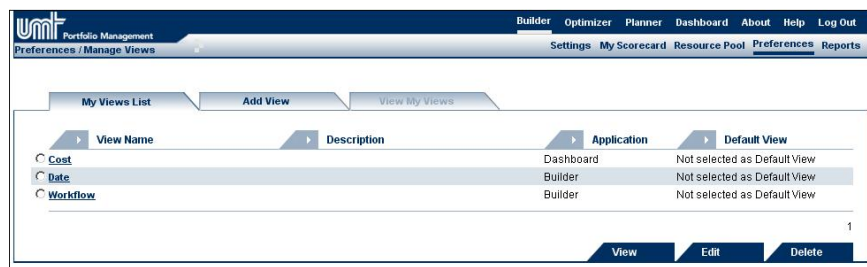 umt Portfolio Management
Builder Optimizer Planner Dashboard About Help Log Out
Preferences / Manage Views
Settings My Scorecard Resource Pool Preferences Reports
My Views List Add View View My Views
View Name Description Application Default View
Cost Dashboard Not selected as Default View
Date Builder Not selected as Default View
Workflow Builder Not selected as Default View
1
View Edit Delete